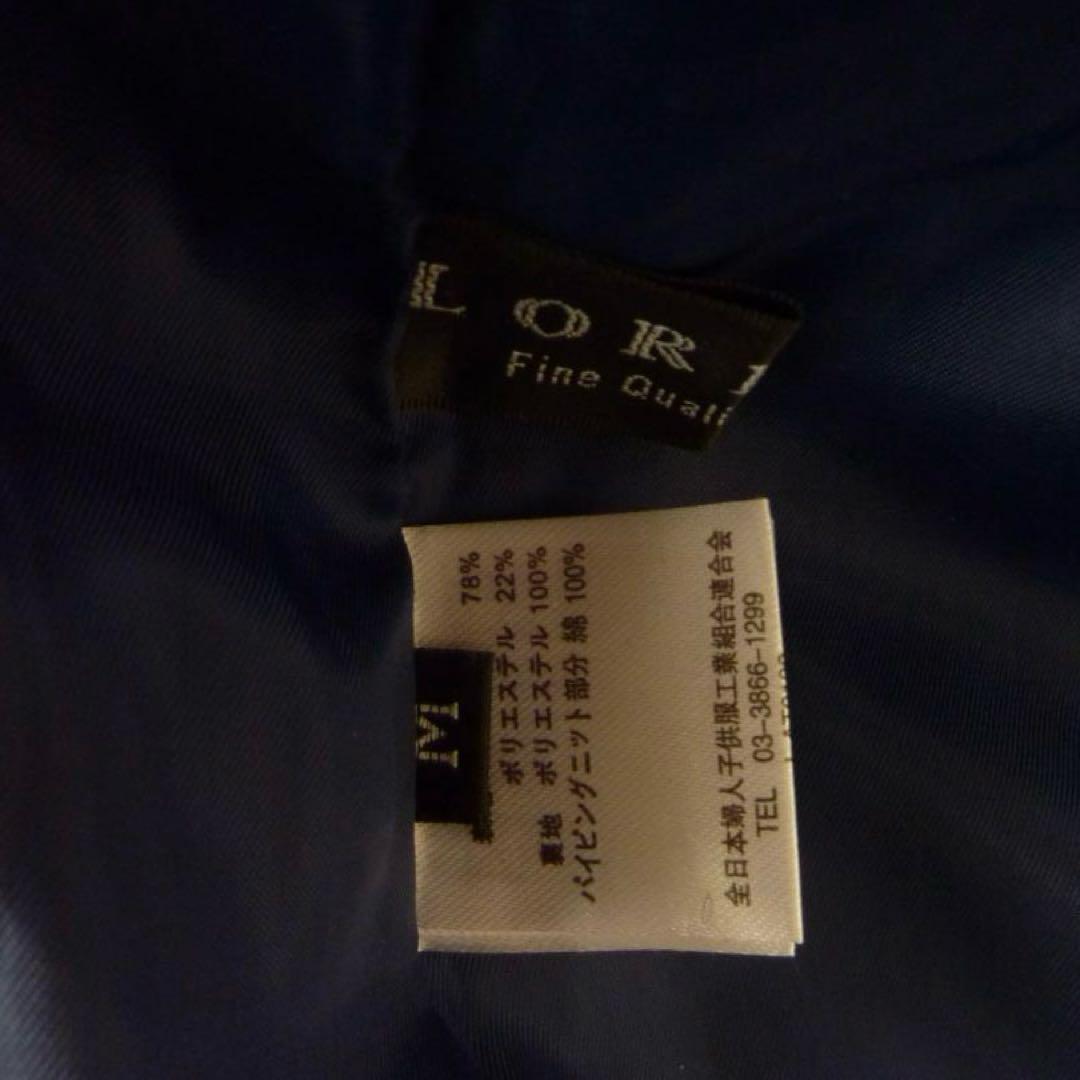 L O R
Fine Quali
M
78%
ポリエステル 22%
裏地 ポリエステル 100%
パイピングニット部分 綿 100%
全日本婦人子供服工業組合連合会
TEL 03-3866-1299